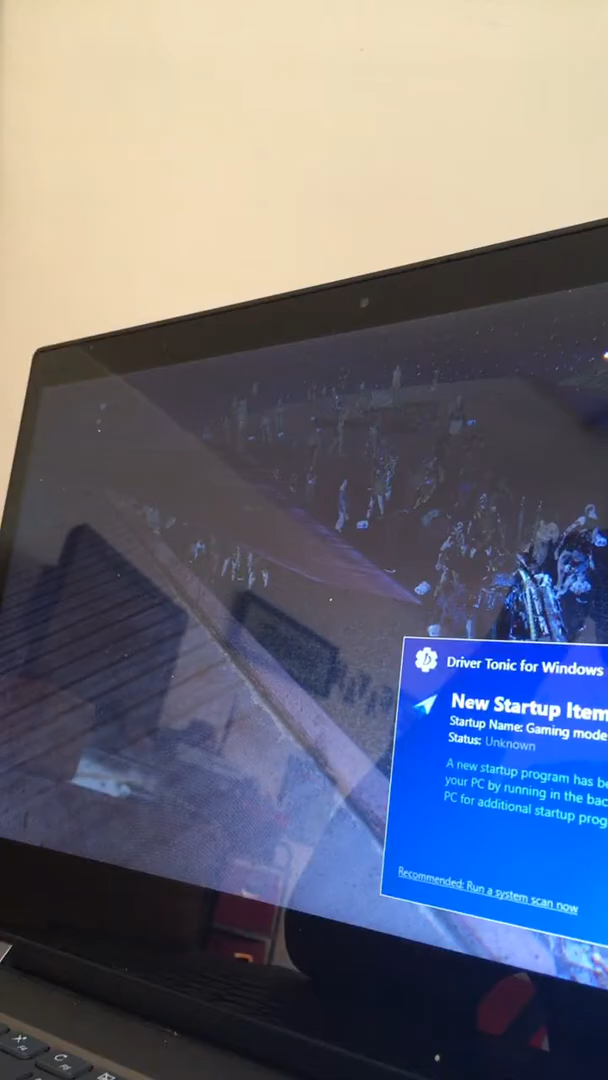 Driver Tonic for Windows
New Startup Item
Startup Name: Gaming mode
Status: Unknown
A new startup program has be
your PC by running in the bac
PC for additional startup prog
Recommended: Run a system scan now
X
C